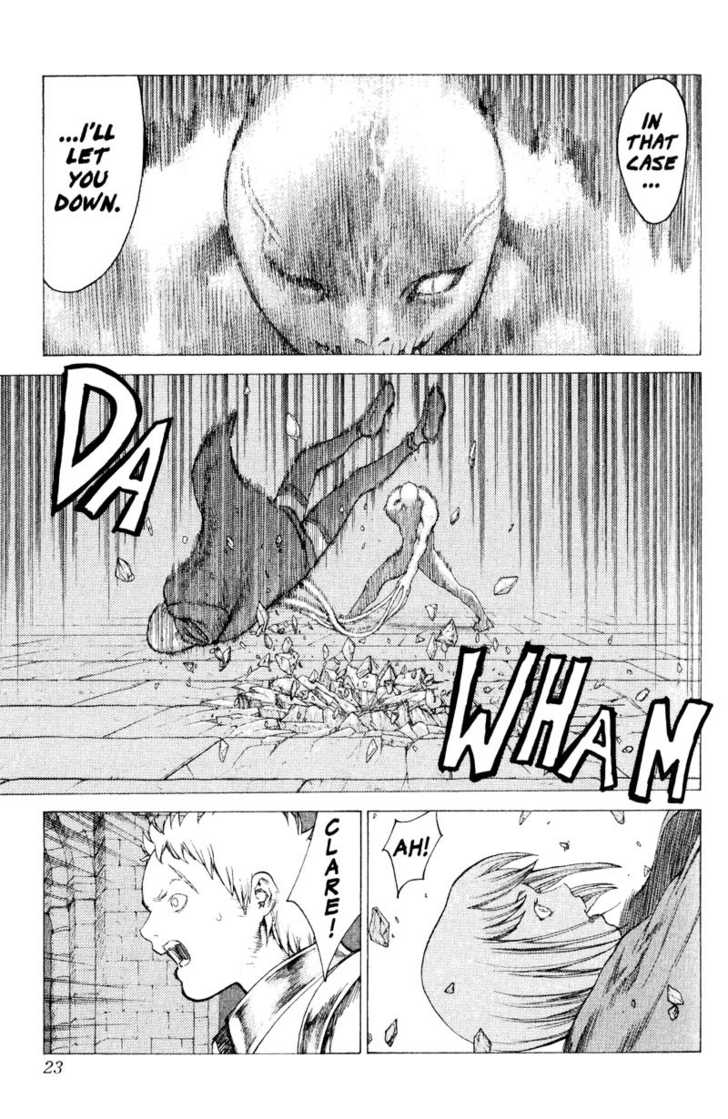 IN
THAT
CASE
...
...I'LL
LET
YOU
DOWN.
DA
WHAM
AH!
CLARE!
23